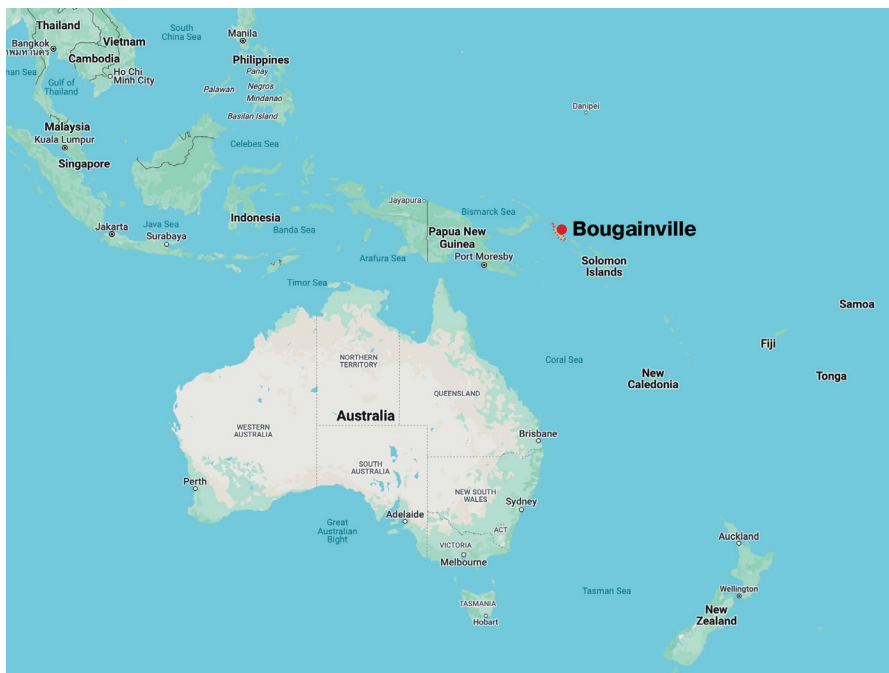 Thailand
South
China Sea
Manila
Bangkok
Vietnam
Philippines
Cambodia
Panay
Ho Chi
Minh City
Gulf of
Thailand
Palawan
Negros
Mindanao
Danipei
Basilan Island
Malaysia
Kuala Lumpur
Celebes Sea
Singapore
Jayapura
Bismarck Sea
Indonesia
Jakarta
Java Sea
Surabaya
Banda Sea
Papua New
Guinea
Bougainville
Arafura Sea
Port Moresby
Solomon
Islands
Timor Sea
Samoa
Fiji
NORTHERN
TERRITORY
Coral Sea
New
Caledonia
Tonga
QUEENSLAND
Australia
WESTERN
AUSTRALIA
Brisbane
SOUTH
AUSTRALIA
Perth
NEW SOUTH
WALES
Sydney
Adelaide
Great
Australian
Bight
ACT
VICTORIA
Melbourne
Auckland
Tasman Sea
Wellington
TASMANIA
Hobart
New
Zealand